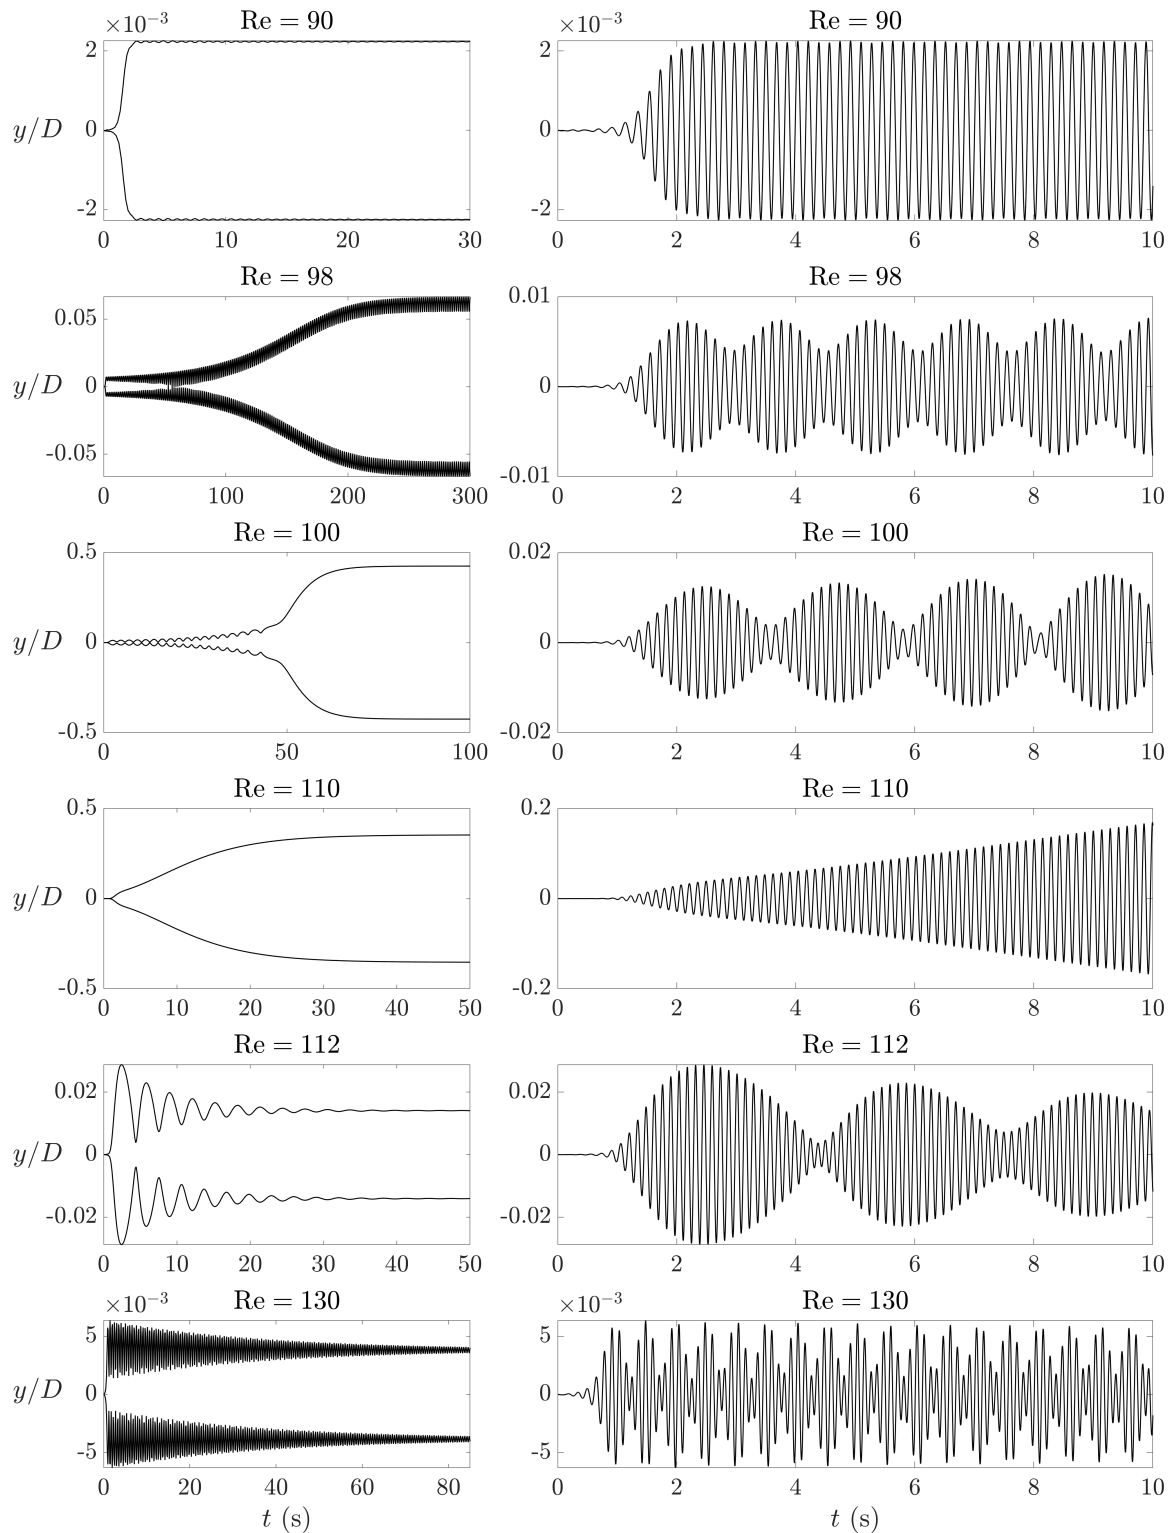 ×10⁻³ Re = 90
×10⁻³ Re = 90
2
0
-2
y/D
0 10 20 30
2
0
-2
0 2 4 6 8 10
Re = 98
Re = 98
0.05
0
-0.05
y/D
0 100 200 300
0.01
0
-0.01
0 2 4 6 8 10
Re = 100
Re = 100
0.5
0
-0.5
y/D
0 50 100
0.02
0
-0.02
0 2 4 6 8 10
Re = 110
Re = 110
0.5
0
-0.5
y/D
0 10 20 30 40 50
0.2
0
-0.2
0 2 4 6 8 10
Re = 112
Re = 112
0.02
0
-0.02
y/D
0 10 20 30 40 50
0.02
0
-0.02
0 2 4 6 8 10
×10⁻³ Re = 130
×10⁻³ Re = 130
5
0
-5
y/D
0 20 40 60 80
t (s)
5
0
-5
0 2 4 6 8 10
t (s)